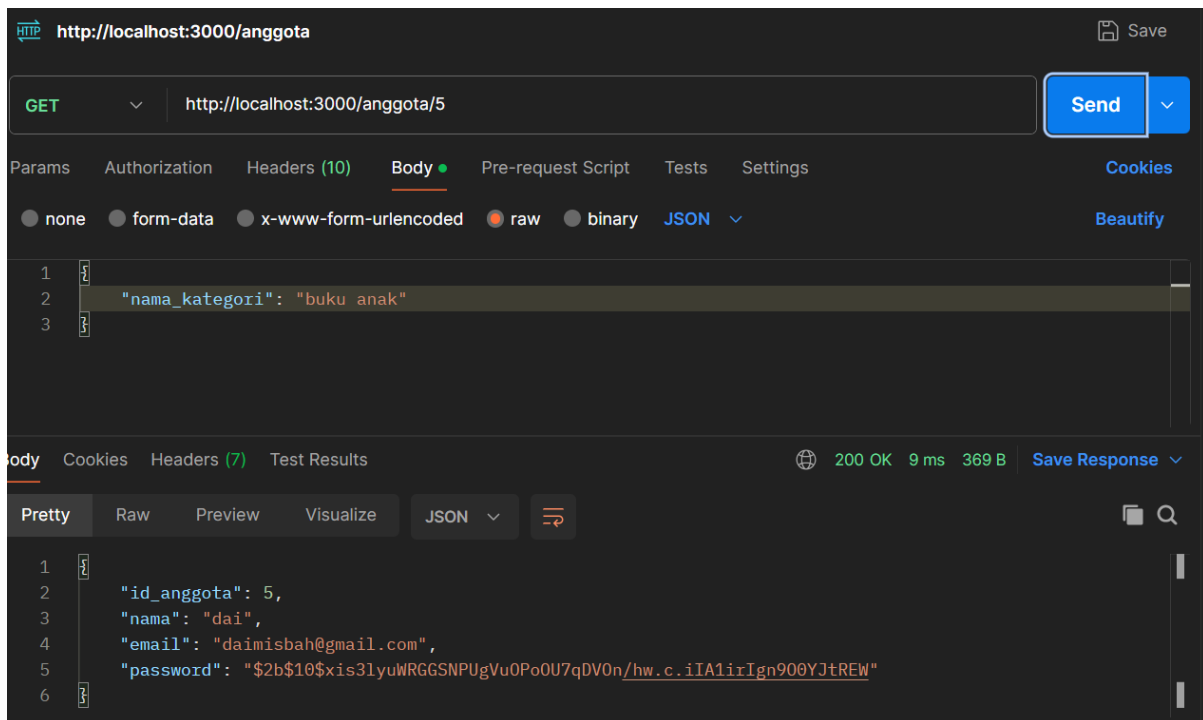 HTTP http://localhost:3000/anggota Save
GET http://localhost:3000/anggota/5 Send
Params Authorization Headers (10) Body Pre-request Script Tests Settings Cookies
none form-data x-www-form-urlencoded raw binary JSON Beautify
1 {
2 "nama_kategori": "buku anak"
3 }
Body Cookies Headers (7) Test Results 200 OK 9 ms 369 B Save Response
Pretty Raw Preview Visualize JSON
1 {
2 "id_anggota": 5,
3 "nama": "dai",
4 "email": "daimisbah@gmail.com",
5 "password": "$2b$10$xis3lyuWRGGSNPUgVuOPoOU7qDVOn/hw.c.iIA1irIgn9O0YJtREW"
6 }